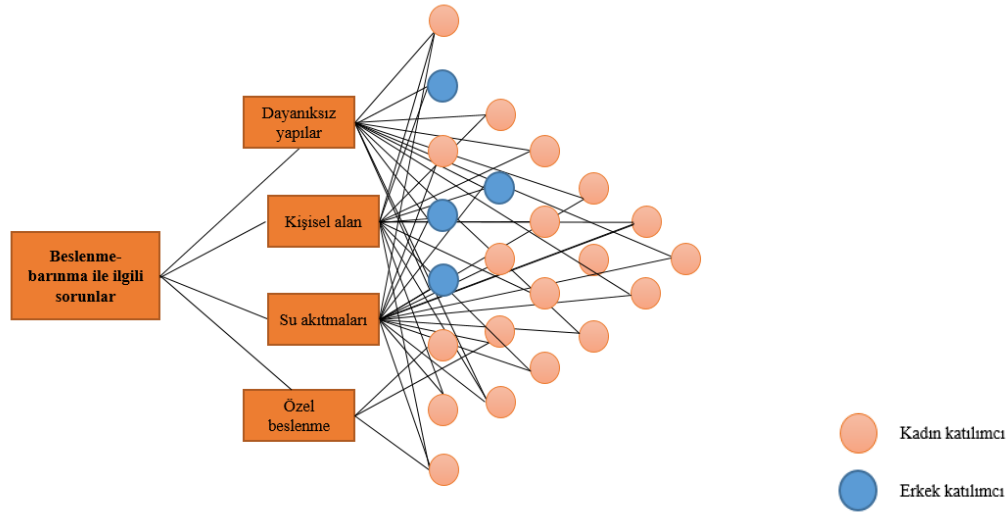 Dayanıksız
yapılar
Kişisel alan
Beslenme-
barınma ile ilgili
sorunlar
Su akıtmaları
Özel
beslenme
Kadın katılımcı
Erkek katılımcı